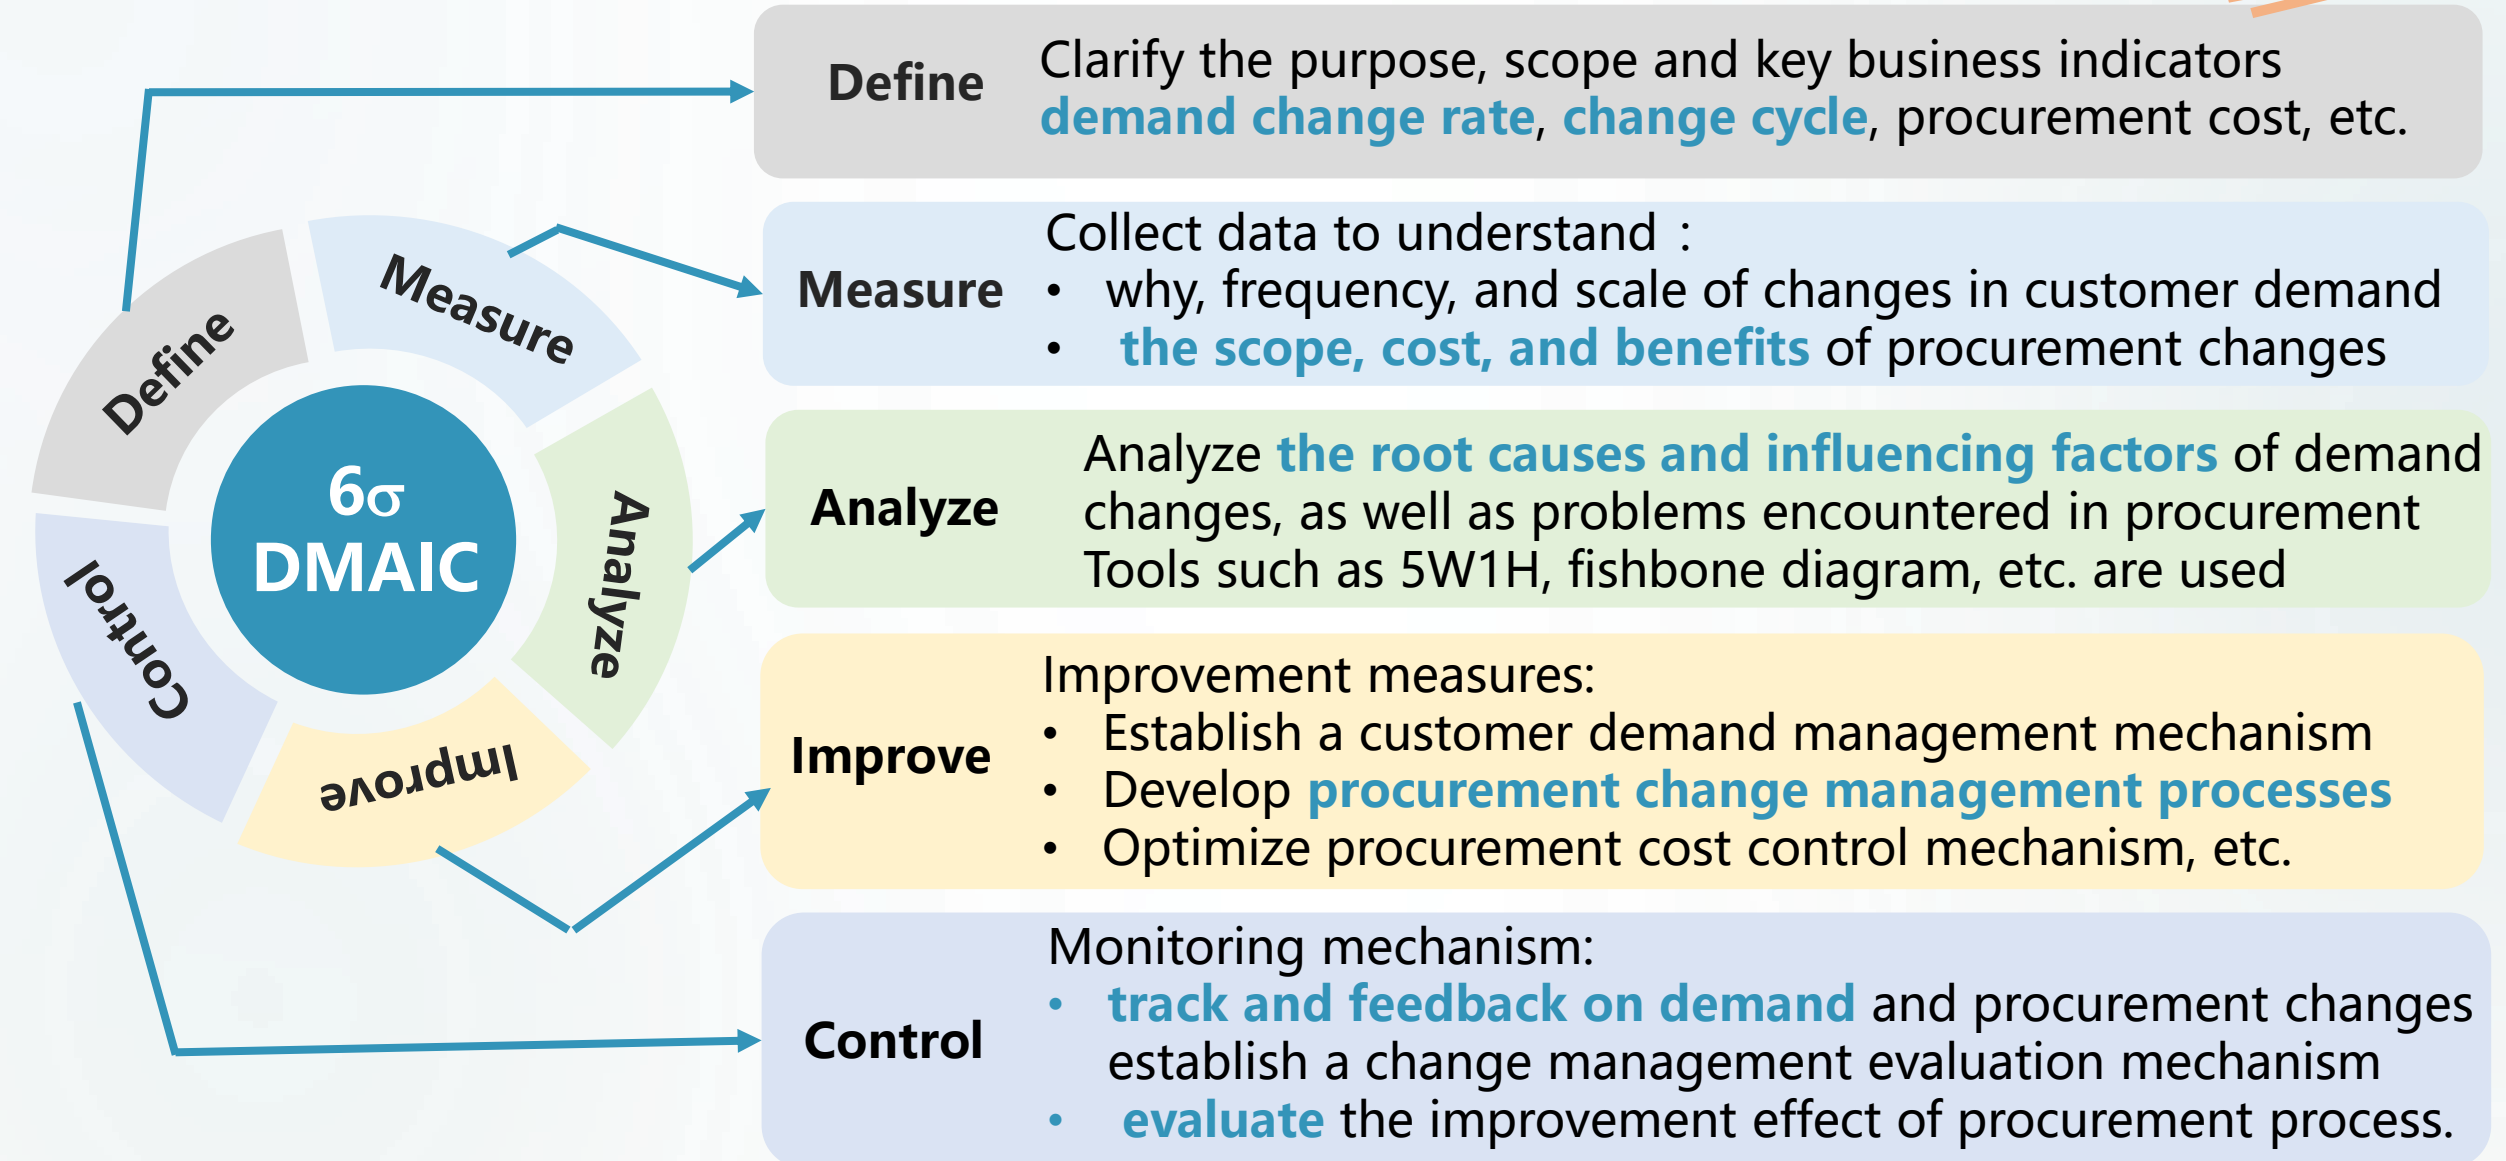 Define
Measure
Analyze
Improve
Control
6σ
DMAIC
Define
Clarify the purpose, scope and key business indicators
demand change rate, change cycle, procurement cost, etc.
Measure
Collect data to understand：
• why, frequency, and scale of changes in customer demand
• the scope, cost, and benefits of procurement changes
Analyze
Analyze the root causes and influencing factors of demand
changes, as well as problems encountered in procurement
Tools such as 5W1H, fishbone diagram, etc. are used
Improve
Improvement measures:
• Establish a customer demand management mechanism
• Develop procurement change management processes
• Optimize procurement cost control mechanism, etc.
Control
Monitoring mechanism:
• track and feedback on demand and procurement changes
establish a change management evaluation mechanism
• evaluate the improvement effect of procurement process.